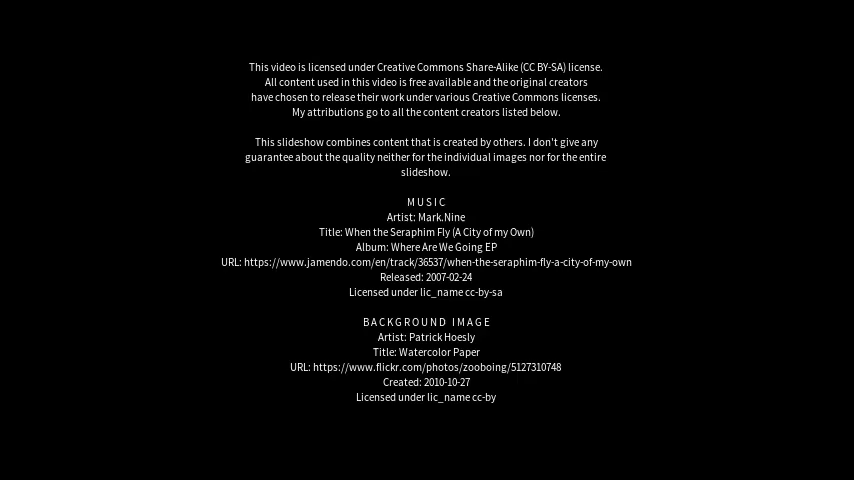 This video is licensed under Creative Commons Share-Alike (CC BY-SA) license.
All content used in this video is free available and the original creators
have chosen to release their work under various Creative Commons licenses.
My attributions go to all the content creators listed below.
This slideshow combines content that is created by others. I don't give any
guarantee about the quality neither for the individual images nor for the entire
slideshow.
MUSIC
Artist: Mark.Nine
Title: When the Seraphim Fly (A City of my Own)
Album: Where Are We Going EP
URL: https://www.jamendo.com/en/track/36537/when-the-seraphim-fly-a-city-of-my-own
Released: 2007-02-24
Licensed under lic_name cc-by-sa
BACKGROUND IMAGE
Artist: Patrick Hoesly
Title: Watercolor Paper
URL: https://www.flickr.com/photos/zooboing/5127310748
Created: 2010-10-27
Licensed under lic_name cc-by